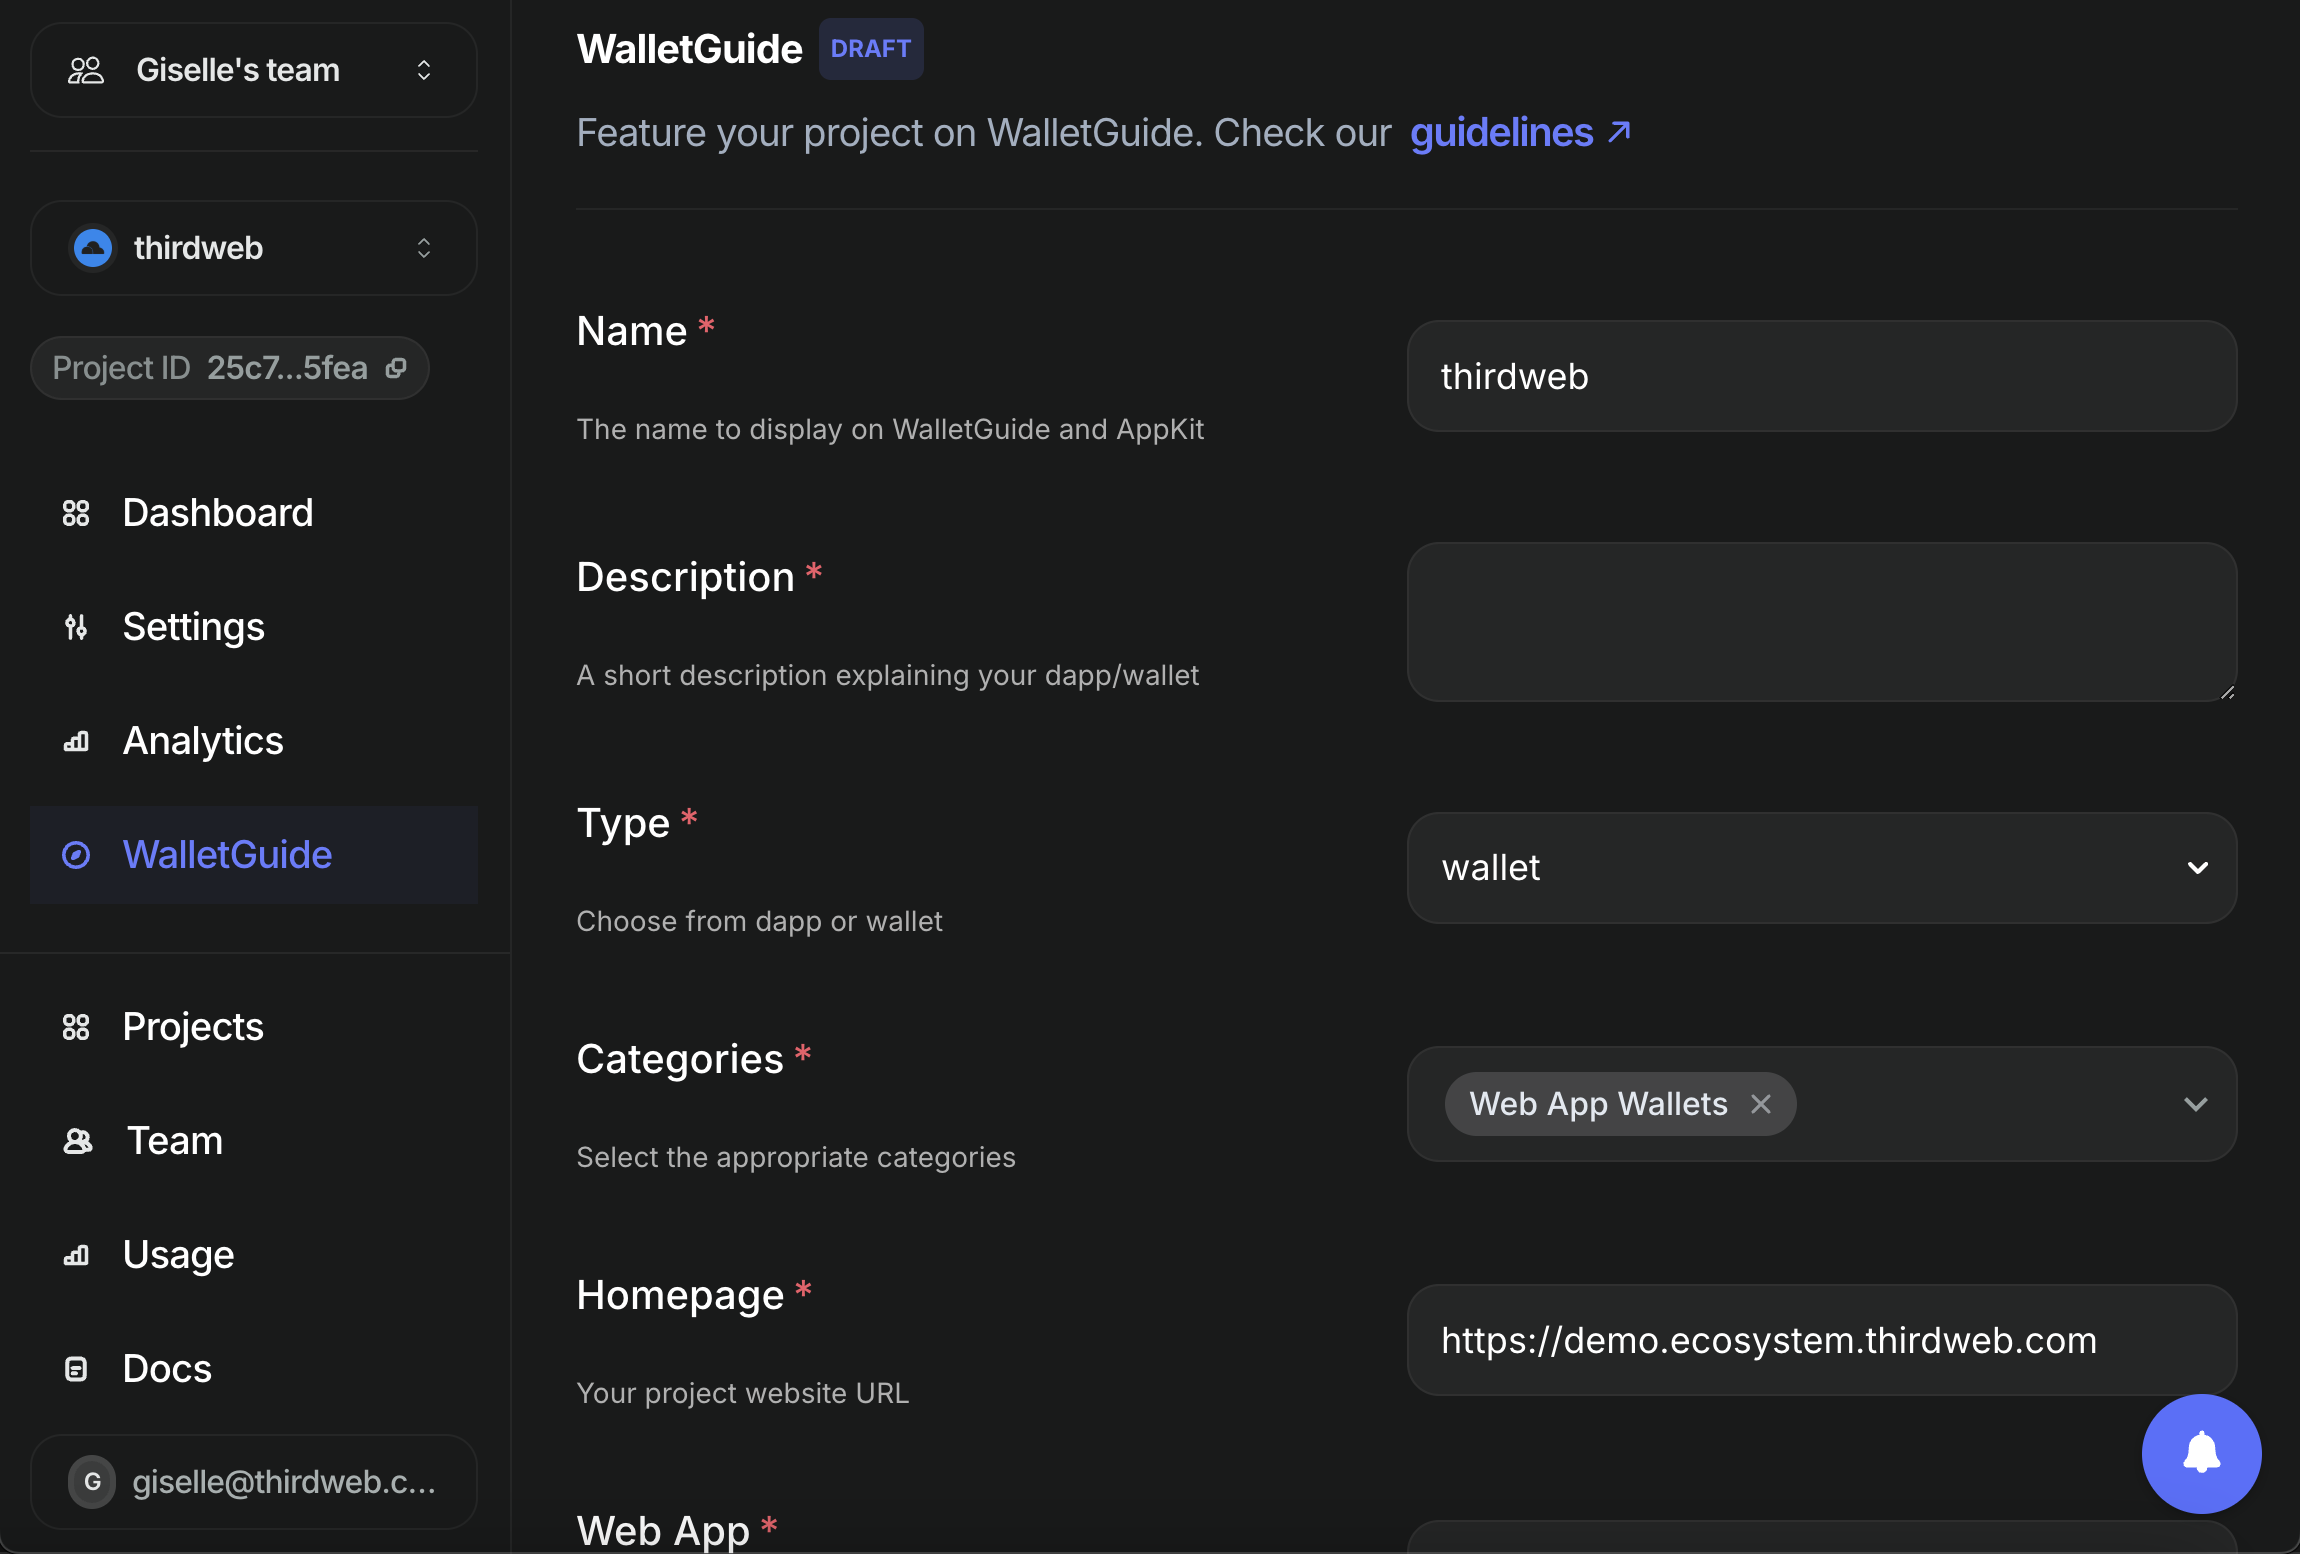 Giselle's team
thirdweb
Project ID 25c7...5fea
Dashboard
Settings
Analytics
WalletGuide
Projects
Team
Usage
Docs
G giselle@thirdweb.c...
WalletGuide DRAFT
Feature your project on WalletGuide. Check our guidelines
Name *
The name to display on WalletGuide and AppKit
thirdweb
Description *
A short description explaining your dapp/wallet
Type *
Choose from dapp or wallet
wallet
Categories *
Select the appropriate categories
Web App Wallets
Homepage *
Your project website URL
https://demo.ecosystem.thirdweb.com
Web App *